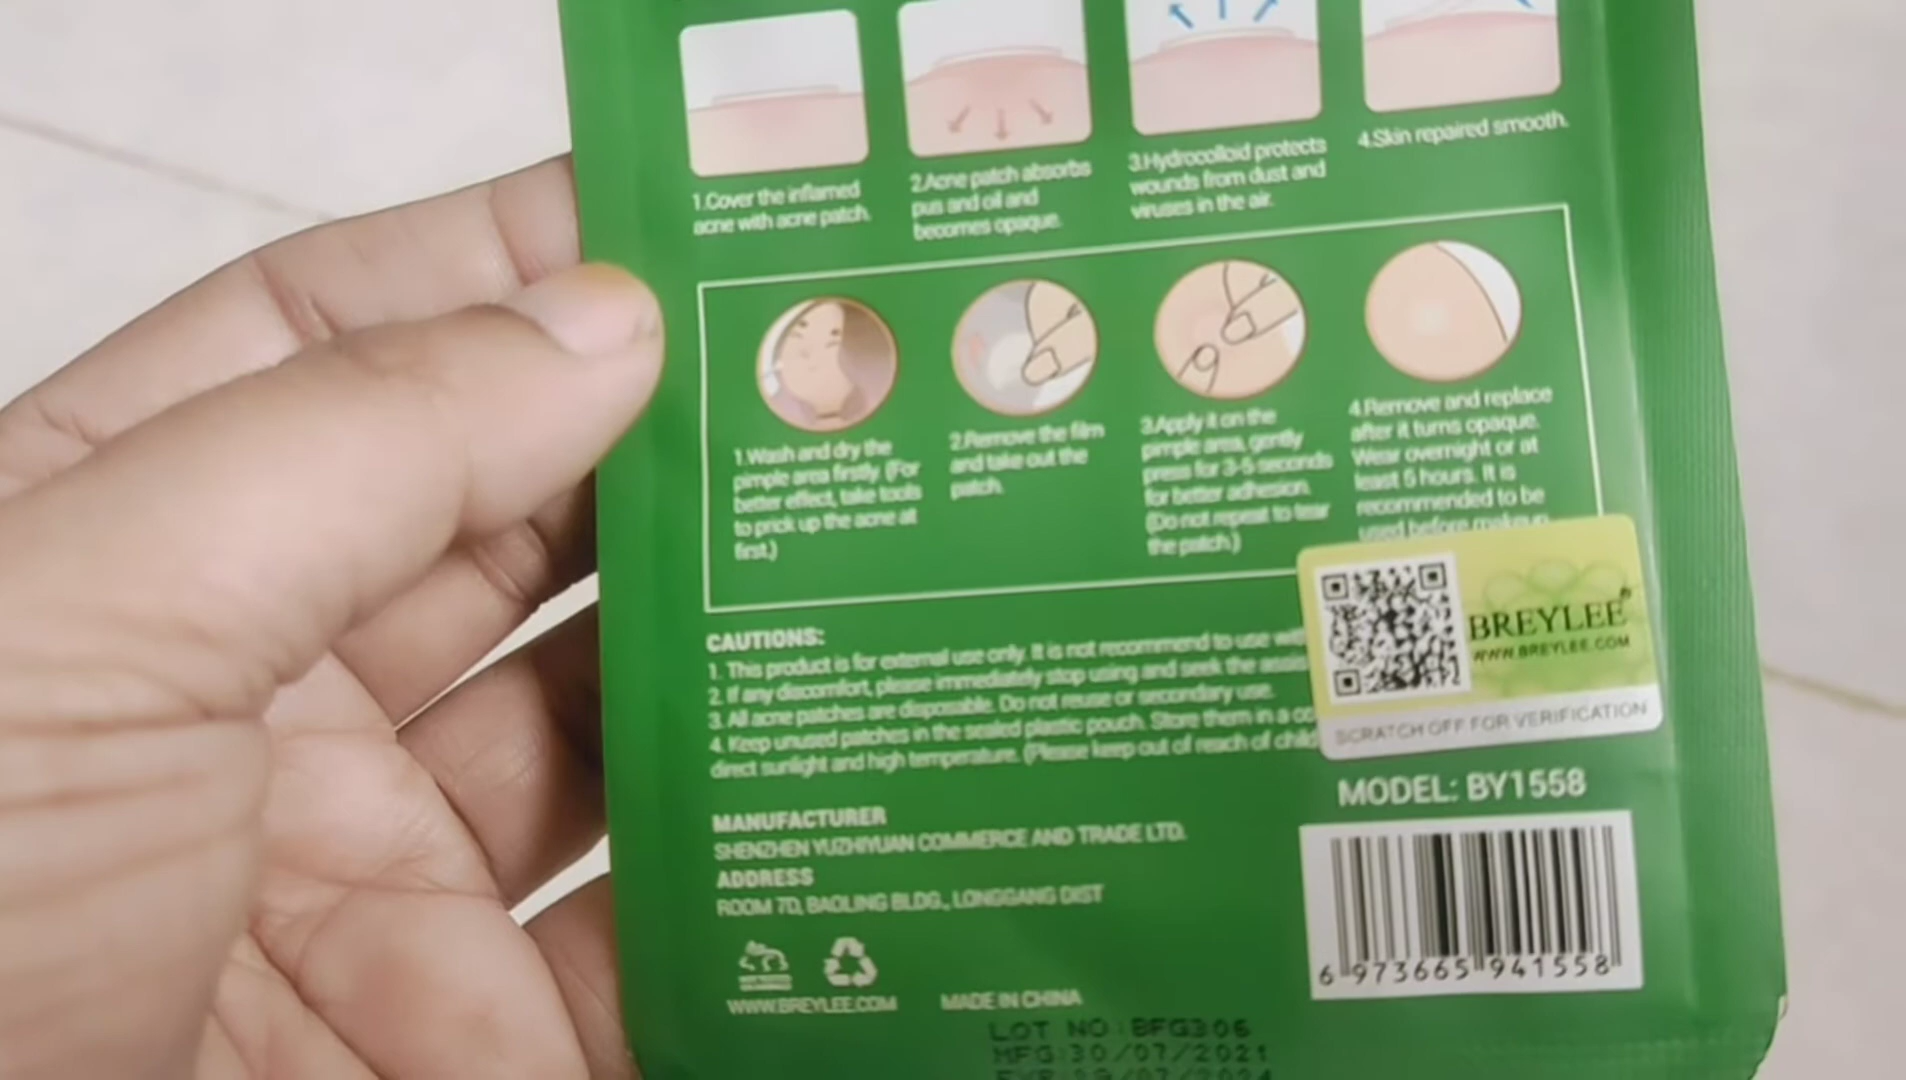 1.Cover the inflamed
acne with acne patch.
2.Acne patch absorbs
pus and oil and
becomes opaque.
3.Hydrocolloid protects
wounds from dust and
viruses in the air.
4.Skin repaired smooth.
1.Wash and dry the
pimple area firstly (For
better effect, take tools
to prick up the acne at
first.)
2.Remove the film
and take out the
patch.
3.Apply it on the
pimple area, gently
press for 3-5 seconds
for better adhesion.
(Do not repeat to tear
the patch.)
4.Remove and replace
after it turns opaque.
Wear overnight or at
least 6 hours. It is
recommended to be
used before makeup
CAUTIONS:
1. This product is for external use only. It is not recommend to use
2. If any discomfort, please immediately stop using and seek the
3. All acne patches are disposable. Do not reuse or secondary use.
4. Keep unused patches in the sealed plastic pouch. Store them in a
direct sunlight and high temperature. (Please keep out of reach of
BREYLEE®
WWW.BREYLEE.COM
SCRATCH OFF FOR VERIFICATION
MODEL: BY1558
6 973665 941558
MANUFACTURER
SHENZHEN YUZHIYUAN COMMERCE AND TRADE LTD.
ADDRESS
ROOM 7D, BAOLING BLDG., LONGGANG DIST
WWW.BREYLEE.COM
MADE IN CHINA
LOT NO:BFG306
MFG:30/07/2021
EXP:29/07/2024